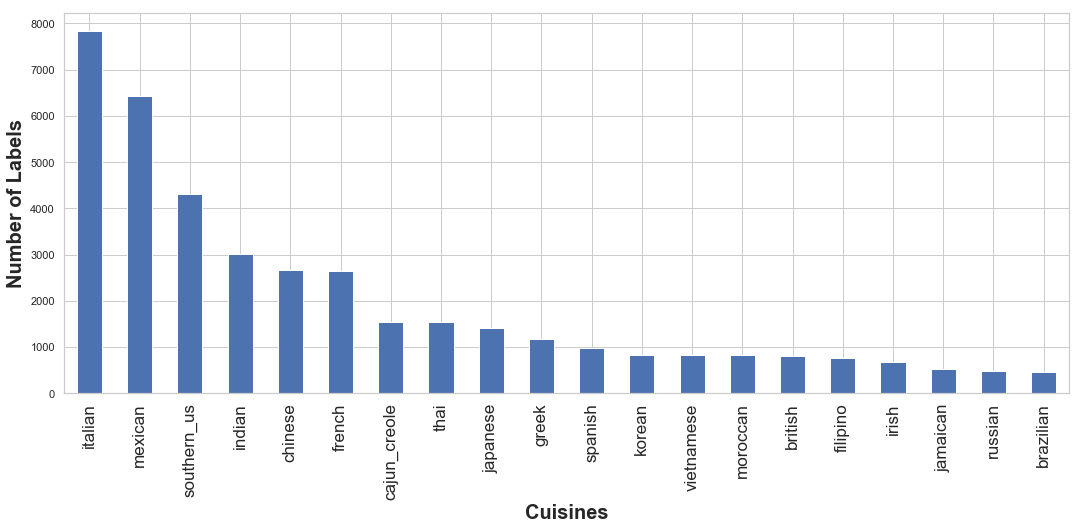 8000
7000
6000
5000
4000
3000
2000
1000
0
Number of Labels
italian
mexican
southern_us
indian
chinese
french
cajun_creole
thai
japanese
greek
spanish
korean
vietnamese
moroccan
british
filipino
irish
jamaican
russian
brazilian
Cuisines